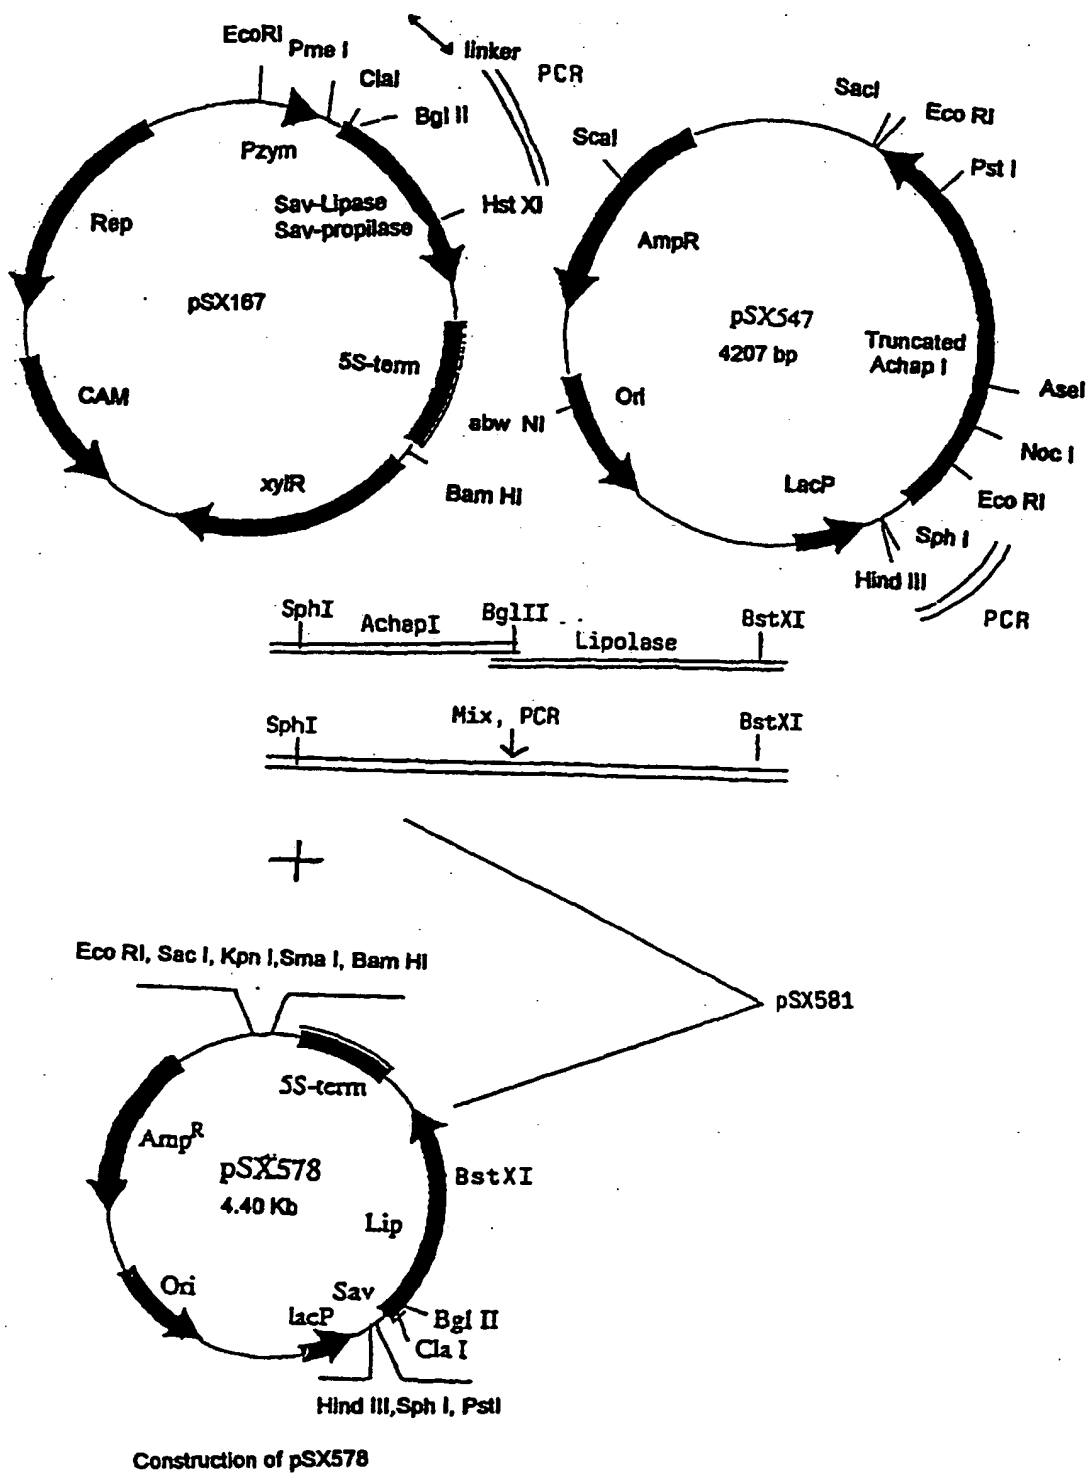 EcoRI
Pme I
ClaI
Bgl II
linker
PCR
Pzym
Sav-Lipase
Sav-propilase
Hst XI
Rep
pSX167
5S-term
CAM
xylR
Bam HI
SacI
Eco RI
ScaI
Pst I
AmpR
pSX547
4207 bp
Truncated
Achap I
AseI
Ori
abw NI
Noc I
LacP
Eco RI
Sph I
Hind III
PCR
SphI
AchapI
BglII
Lipolase
BstXI
SphI
Mix, PCR
BstXI
Eco RI, Sac I, Kpn I,Sma I, Bam HI
pSX581
5S-term
AmpR
pSX578
4.40 Kb
BstXI
Lip
Ori
Sav
lacP
Bgl II
Cla I
Hind III,Sph I, PstI
Construction of pSX578